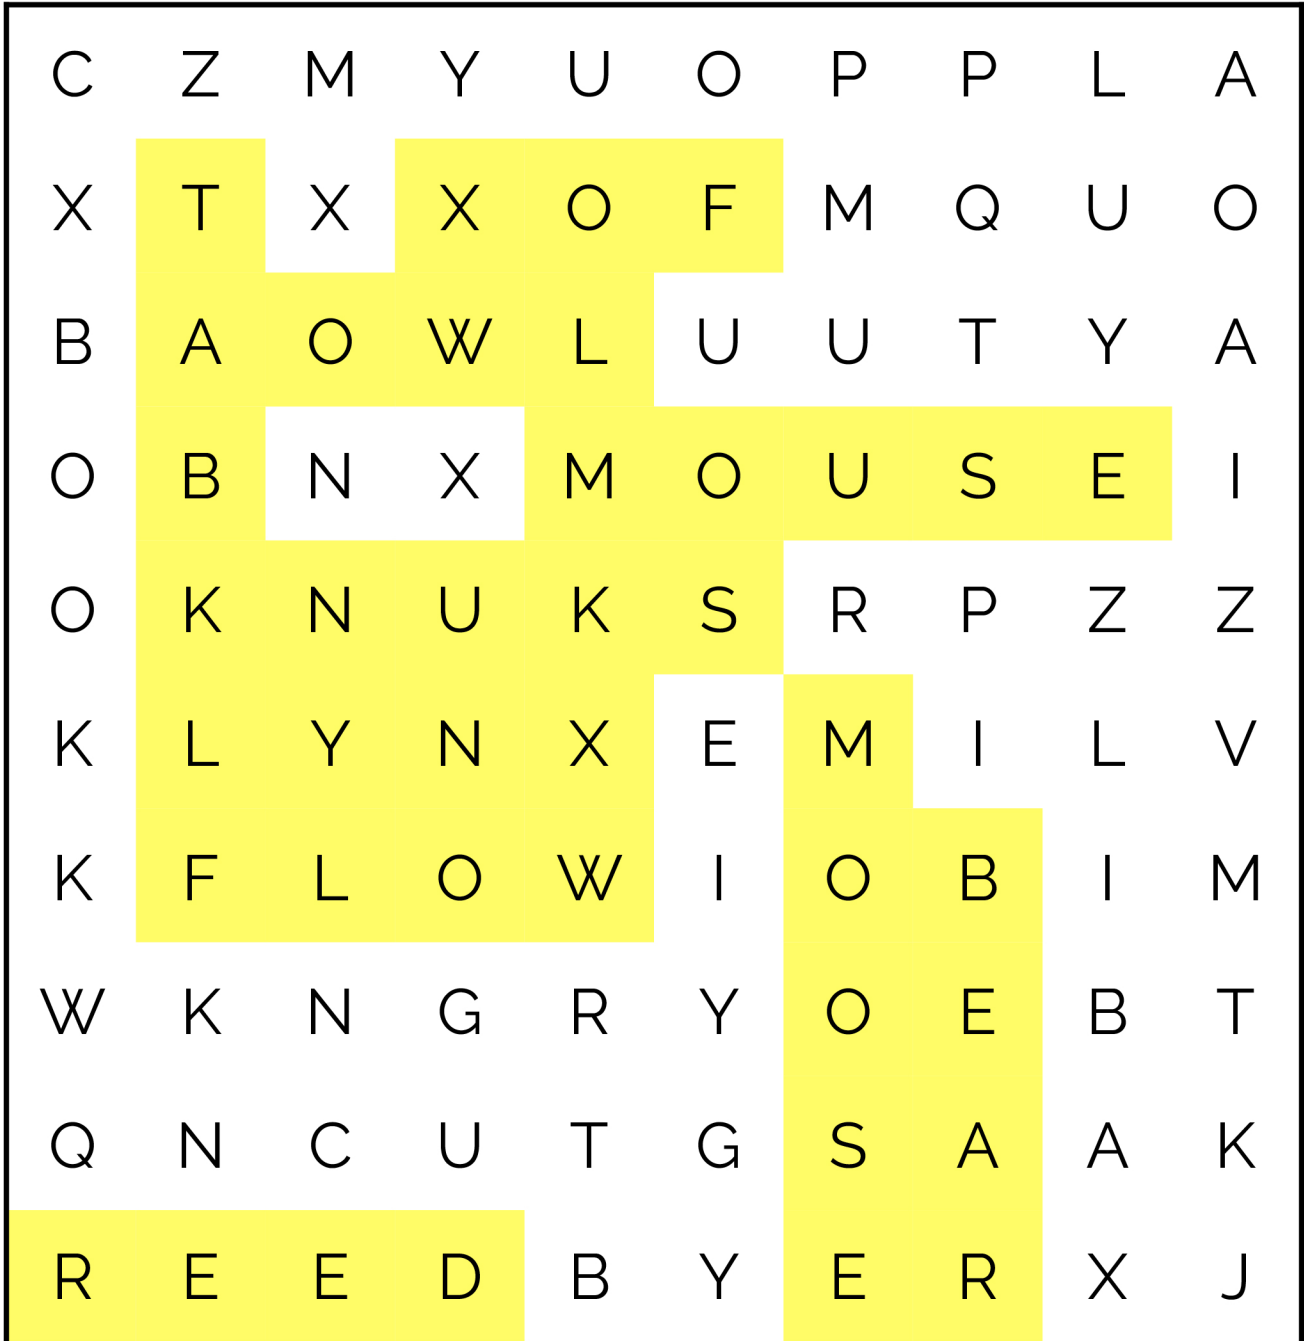 C Z M Y U O P P L A
X T X X O F M Q U O
B A O W L U U T Y A
O B N X M O U S E I
O K N U K S R P Z Z
K L Y N X E M I L V
K F L O W I O B I M
W K N G R Y O E B T
Q N C U T G S A A K
R E E D B Y E R X J